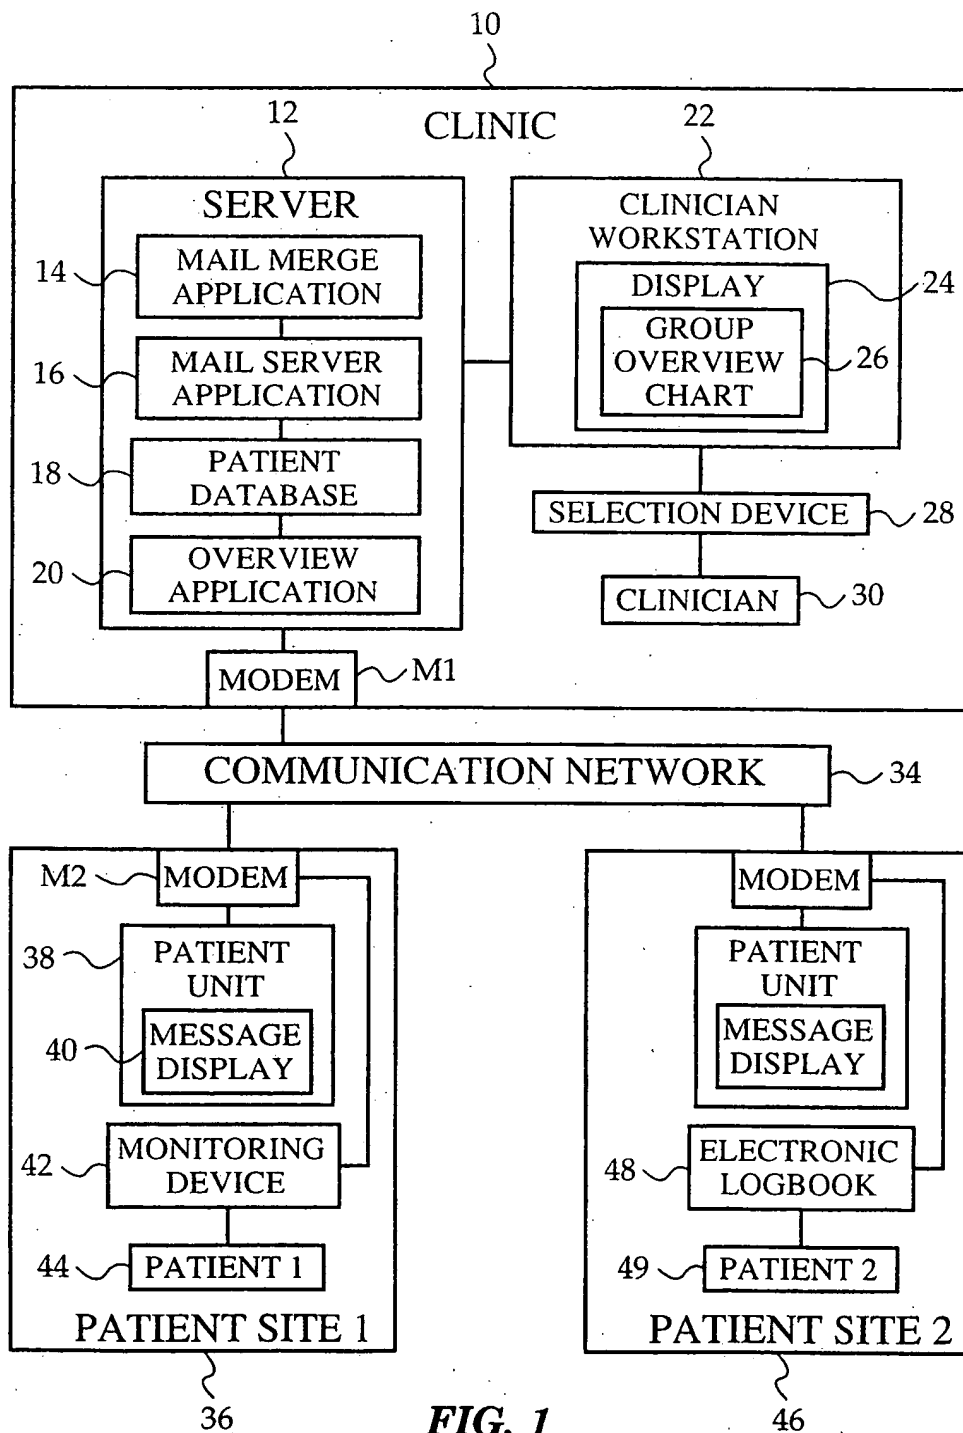 10
CLINIC
12
22
SERVER
CLINICIAN
WORKSTATION
14
MAIL MERGE
APPLICATION
DISPLAY
24
GROUP
OVERVIEW
CHART
26
16
MAIL SERVER
APPLICATION
18
PATIENT
DATABASE
SELECTION DEVICE
28
20
OVERVIEW
APPLICATION
CLINICIAN
30
MODEM
M1
COMMUNICATION NETWORK
34
M2
MODEM
MODEM
38
PATIENT
UNIT
PATIENT
UNIT
40
MESSAGE
DISPLAY
MESSAGE
DISPLAY
42
MONITORING
DEVICE
48
ELECTRONIC
LOGBOOK
44
PATIENT 1
49
PATIENT 2
PATIENT SITE 1
PATIENT SITE 2
36
FIG. 1
46